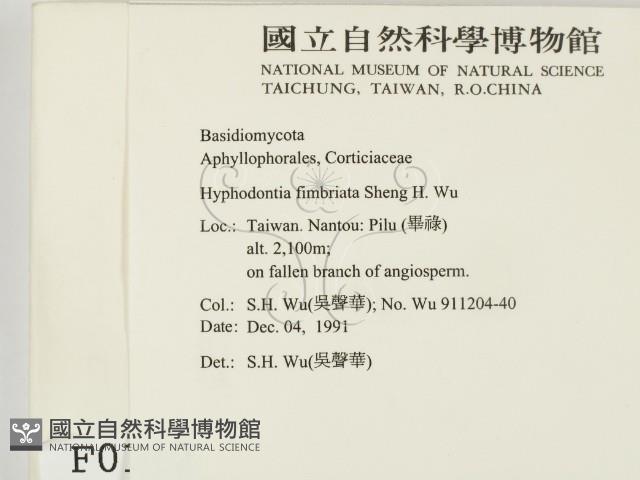 國立自然科學博物館
NATIONAL MUSEUM OF NATURAL SCIENCE
TAICHUNG, TAIWAN, R.O.CHINA
Basidiomycota
Aphyllophorales, Corticiaceae
Hyphodontia fimbriata Sheng H. Wu
Loc.: Taiwan. Nantou: Pilu (畢祿)
alt. 2,100m;
on fallen branch of angiosperm.
Col.: S.H. Wu(吳聲華); No. Wu 911204-40
Date: Dec. 04, 1991
Det.: S.H. Wu(吳聲華)
國立自然科學博物館
NATIONAL MUSEUM OF NATURAL SCIENCE